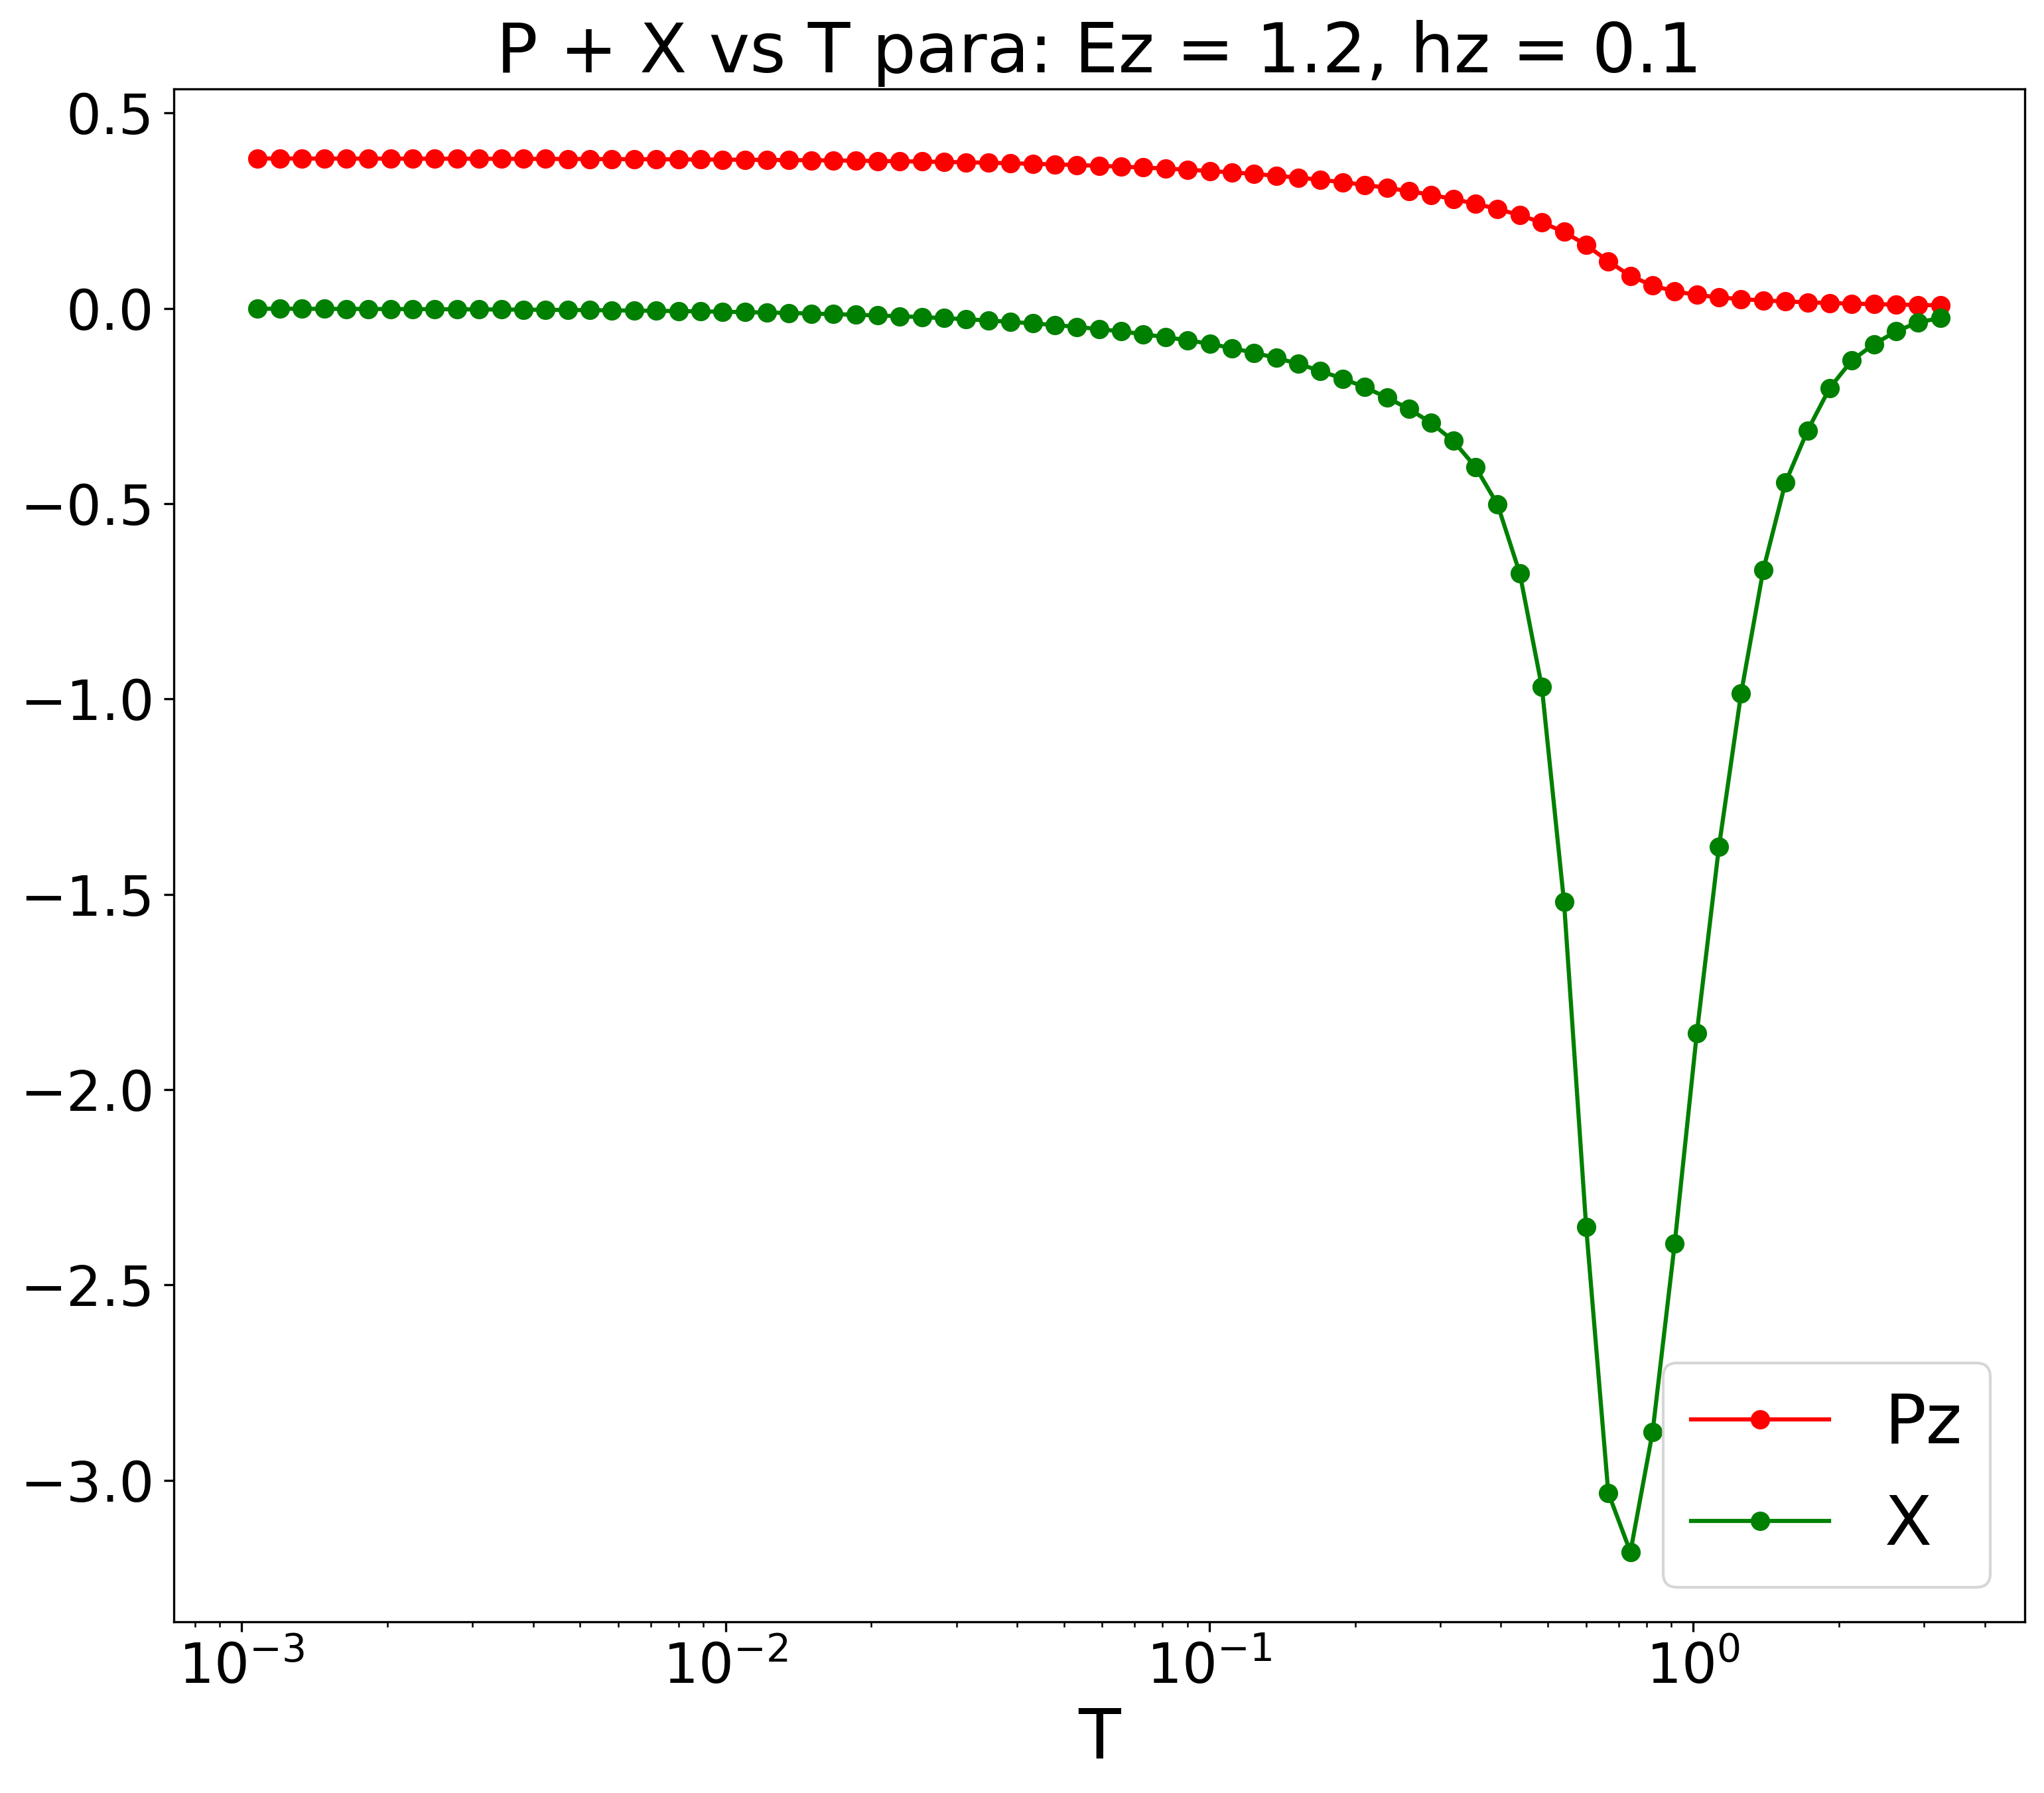 P + X vs T para: Ez = 1.2, hz = 0.1
0.5
0.0
−0.5
−1.0
−1.5
−2.0
−2.5
−3.0
Pz
X
10⁻³ 10⁻² 10⁻¹ 10⁰
T